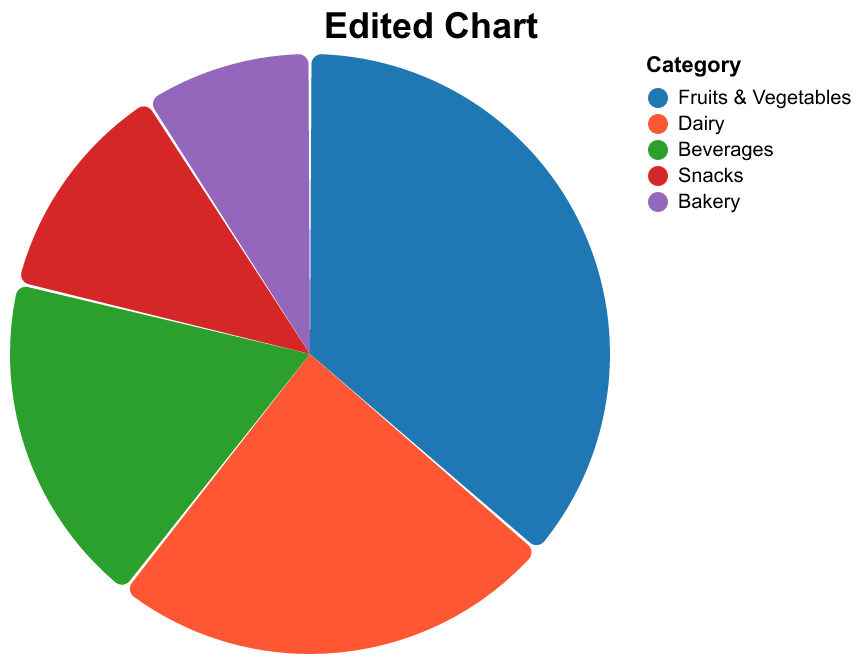 Edited Chart
Category
Fruits & Vegetables
Dairy
Beverages
Snacks
Bakery